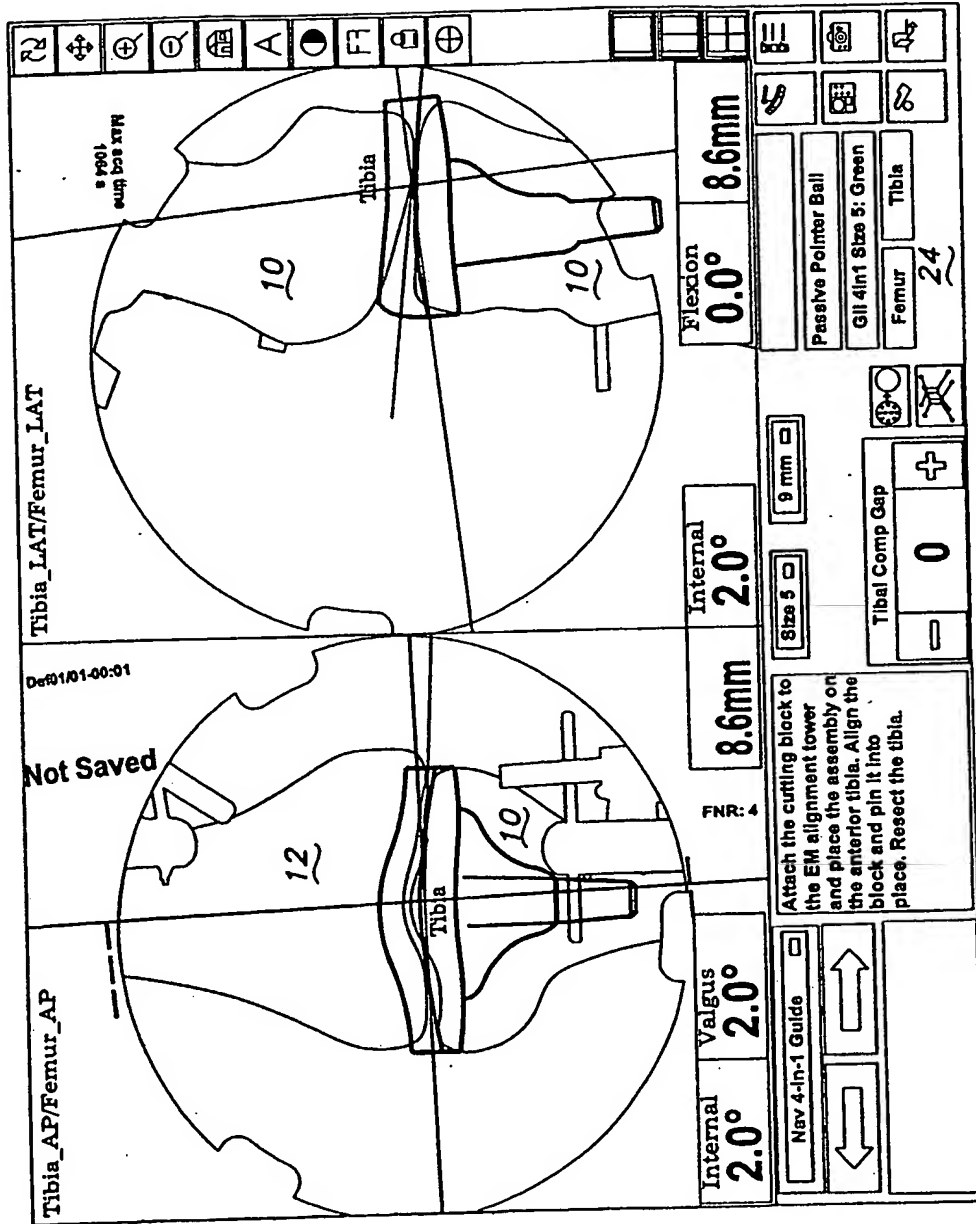 Tibia_AP/Femur_AP
Not Saved
Def01/01-00:01
12
Tibia
10
FNR: 4
Internal
2.0°
Valgus
2.0°
8.6mm
Tibia_LAT/Femur_LAT
Max acq time
1064 s
10
Tibia
10
Internal
2.0°
Flexion
0.0°
8.6mm
A
Nav 4-in-1 Guide
Attach the cutting block to
the EM alignment tower
and place the assembly on
the anterior tibia. Align the
block and pin it into
place. Resect the tibia.
Size 5
9 mm
Tibal Comp Gap
0
Passive Pointer Ball
GII 4in1 Size 5: Green
Femur
Tibia
24